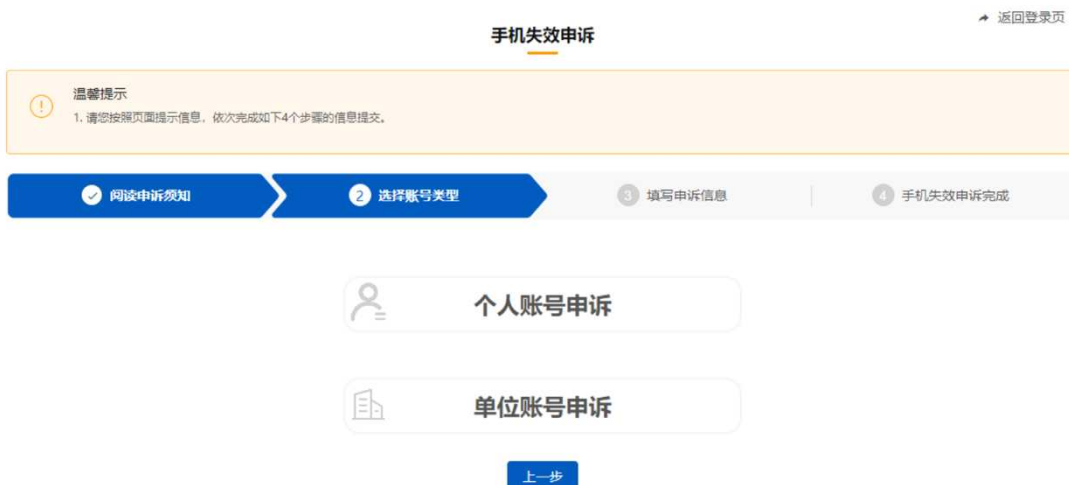 返回登录页
手机失效申诉
温馨提示
1. 请您按照页面提示信息，依次完成如下4个步骤的信息提交。
阅读申诉须知
2 选择账号类型
3 填写申诉信息
4 手机失效申诉完成
个人账号申诉
单位账号申诉
上一步